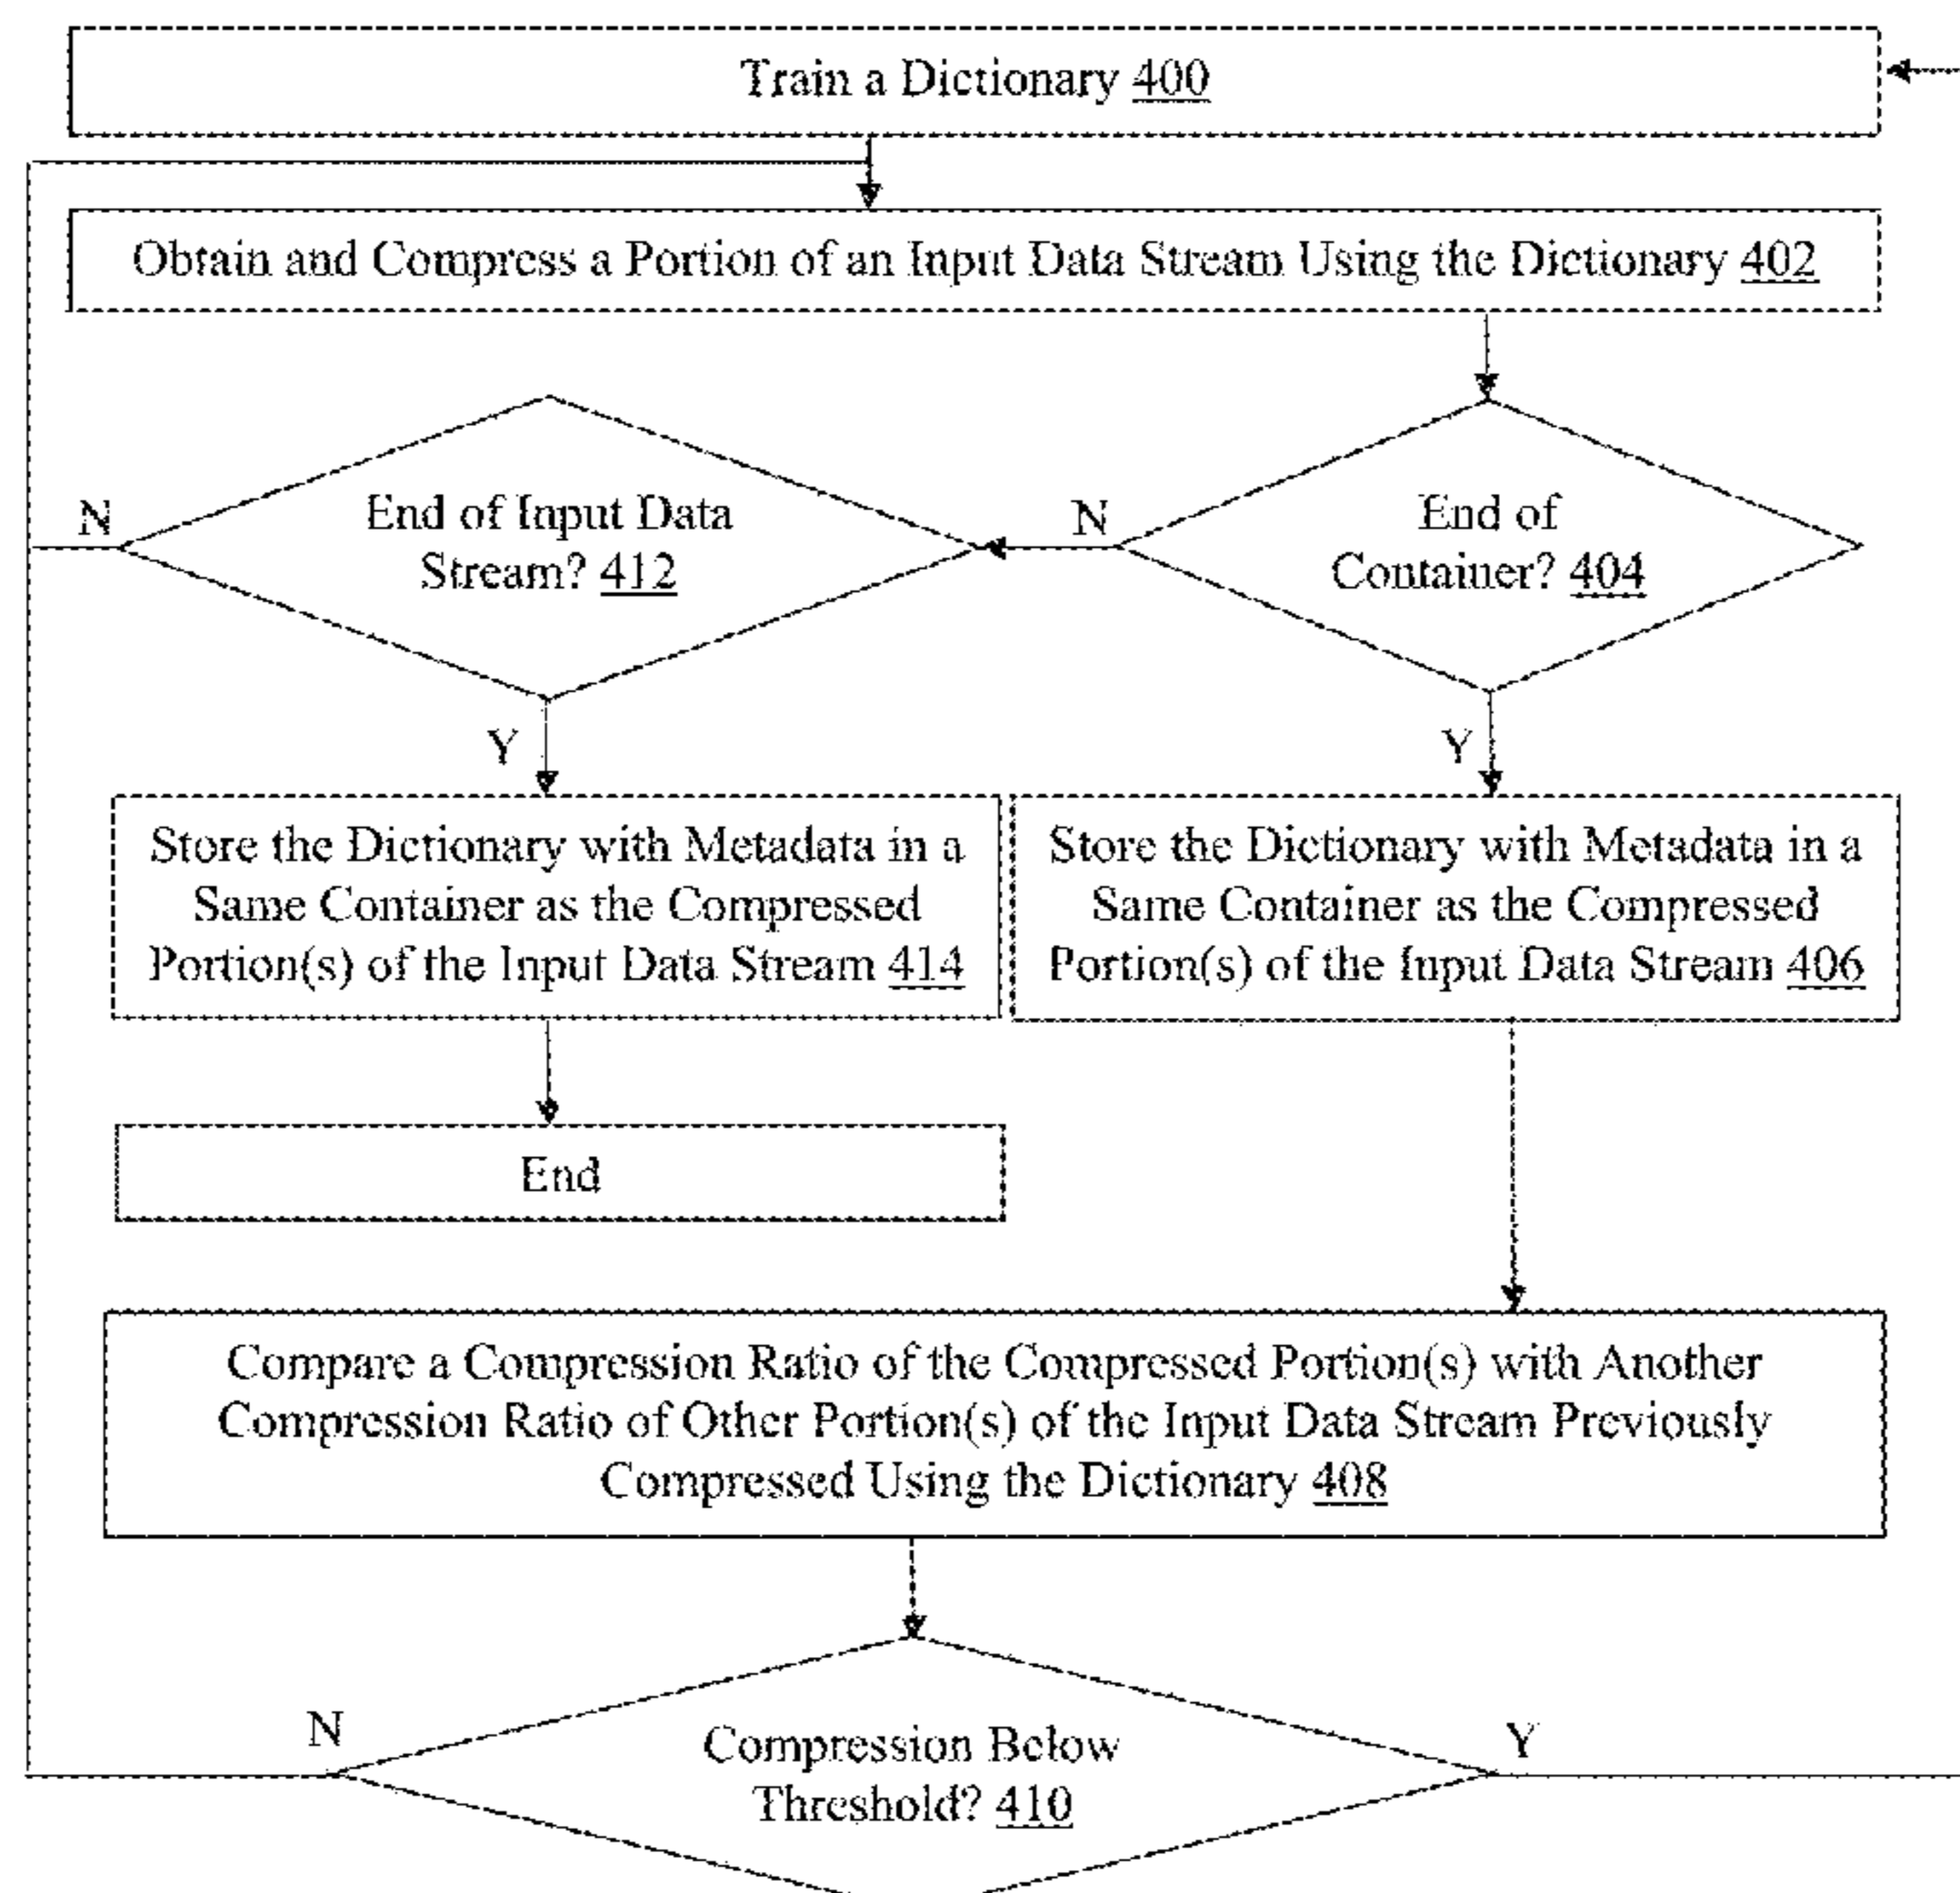 Train a Dictionary 400
Obtain and Compress a Portion of an Input Data Stream Using the Dictionary 402
N
End of Input Data
Stream? 412
N
End of
Container? 404
Y
Y
Store the Dictionary with Metadata in a
Same Container as the Compressed
Portion(s) of the Input Data Stream 414
Store the Dictionary with Metadata in a
Same Container as the Compressed
Portion(s) of the Input Data Stream 406
End
Compare a Compression Ratio of the Compressed Portion(s) with Another
Compression Ratio of Other Portion(s) of the Input Data Stream Previously
Compressed Using the Dictionary 408
N
Compression Below
Threshold? 410
Y